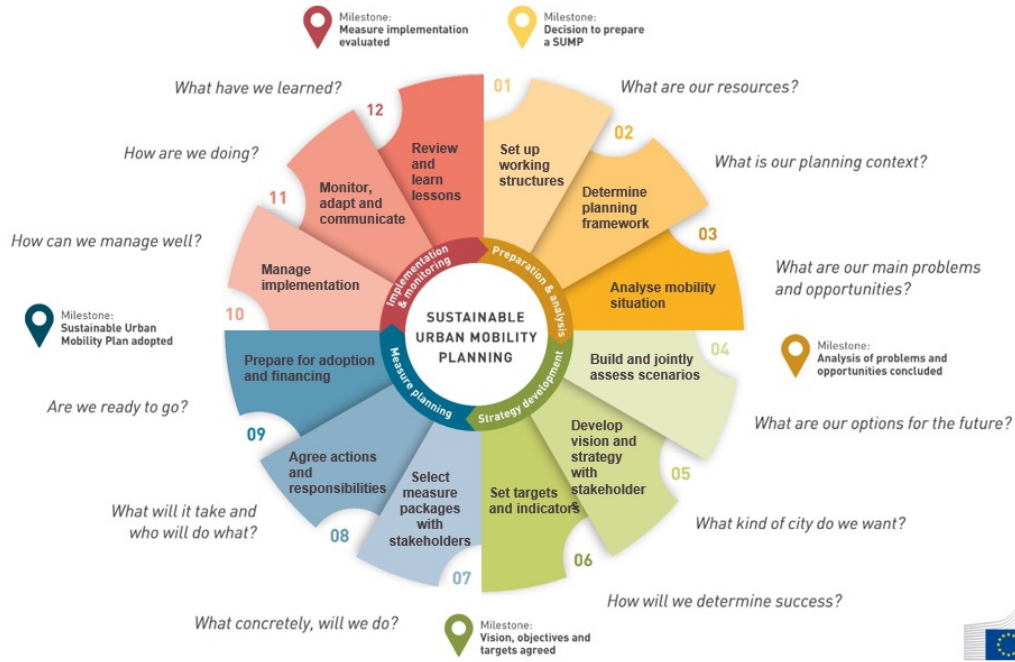 Milestone:
Measure implementation
evaluated
Milestone:
Decision to prepare
a SUMP
What have we learned?
What are our resources?
How are we doing?
What is our planning context?
How can we manage well?
What are our main problems
and opportunities?
Milestone:
Sustainable Urban
Mobility Plan adopted
Milestone:
Analysis of problems and
opportunities concluded
Are we ready to go?
What are our options for the future?
What will it take and
who will do what?
What kind of city do we want?
What concretely, will we do?
How will we determine success?
Milestone:
Vision, objectives and
targets agreed
01
Set up
working
structures
02
Determine
planning
framework
03
Analyse mobility
situation
04
Build and jointly
assess scenarios
05
Develop
vision and
strategy
with
stakeholder
s
06
Set targets
and indicators
07
Select
measure
packages
with
stakeholders
08
Agree actions
and
responsibilities
09
Prepare for adoption
and financing
10
Manage
implementation
11
Monitor,
adapt and
communicate
12
Review
and
learn
lessons
Preparation & analysis
Strategy development
Measure planning
Implementation
& monitoring
SUSTAINABLE
URBAN MOBILITY
PLANNING